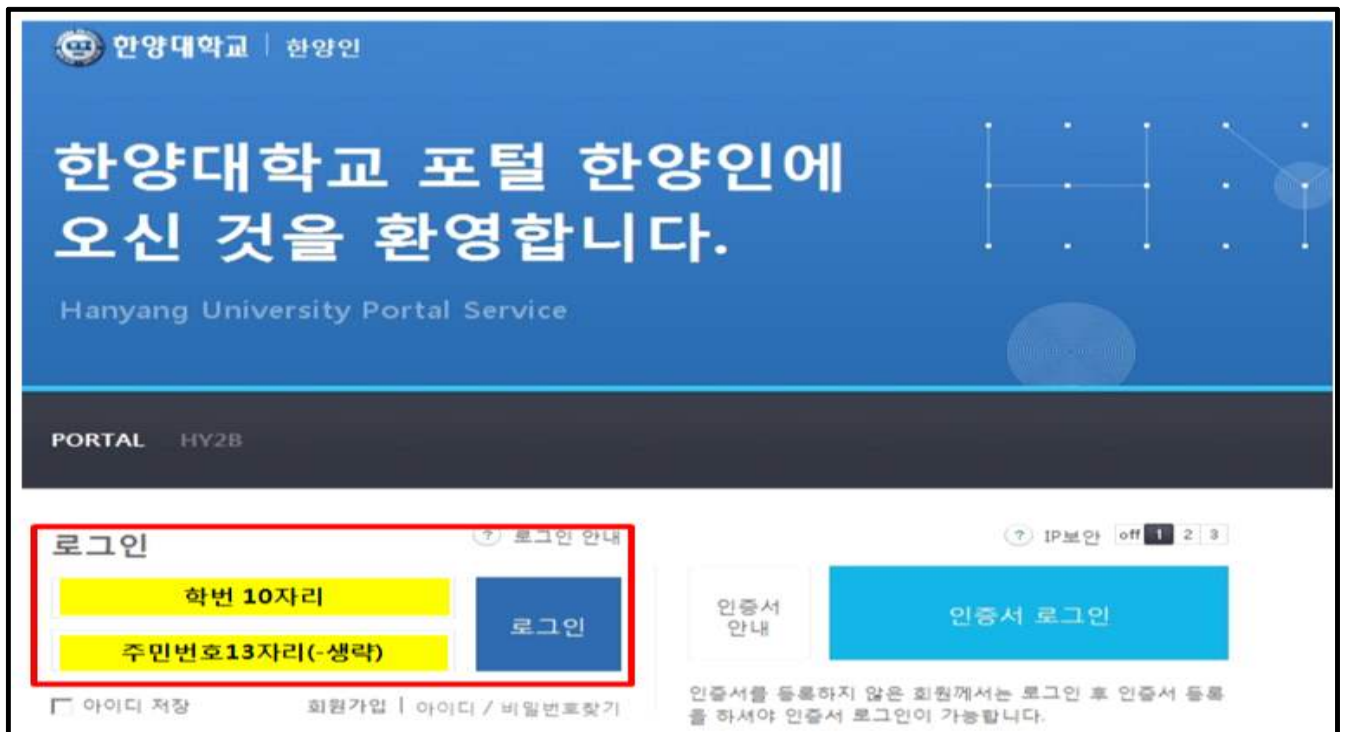 한양대학교 | 한양인
한양대학교 포털 한양인에
오신 것을 환영합니다.
Hanyang University Portal Service
PORTAL HY2B
로그인
? 로그인 안내
학번 10자리
주민번호13자리(-생략)
로그인
아이디 저장
회원가입 | 아이디 / 비밀번호찾기
? IP보안 off 1 2 3
인증서
안내
인증서 로그인
인증서를 등록하지 않은 회원께서는 로그인 후 인증서 등록
을 하셔야 인증서 로그인이 가능합니다.